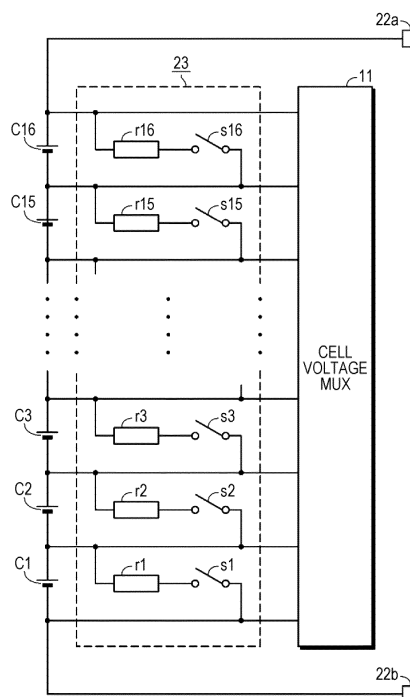 22a
23
11
C16
r16
s16
C15
r15
s15
CELL
VOLTAGE
MUX
C3
r3
s3
C2
r2
s2
C1
r1
s1
22b